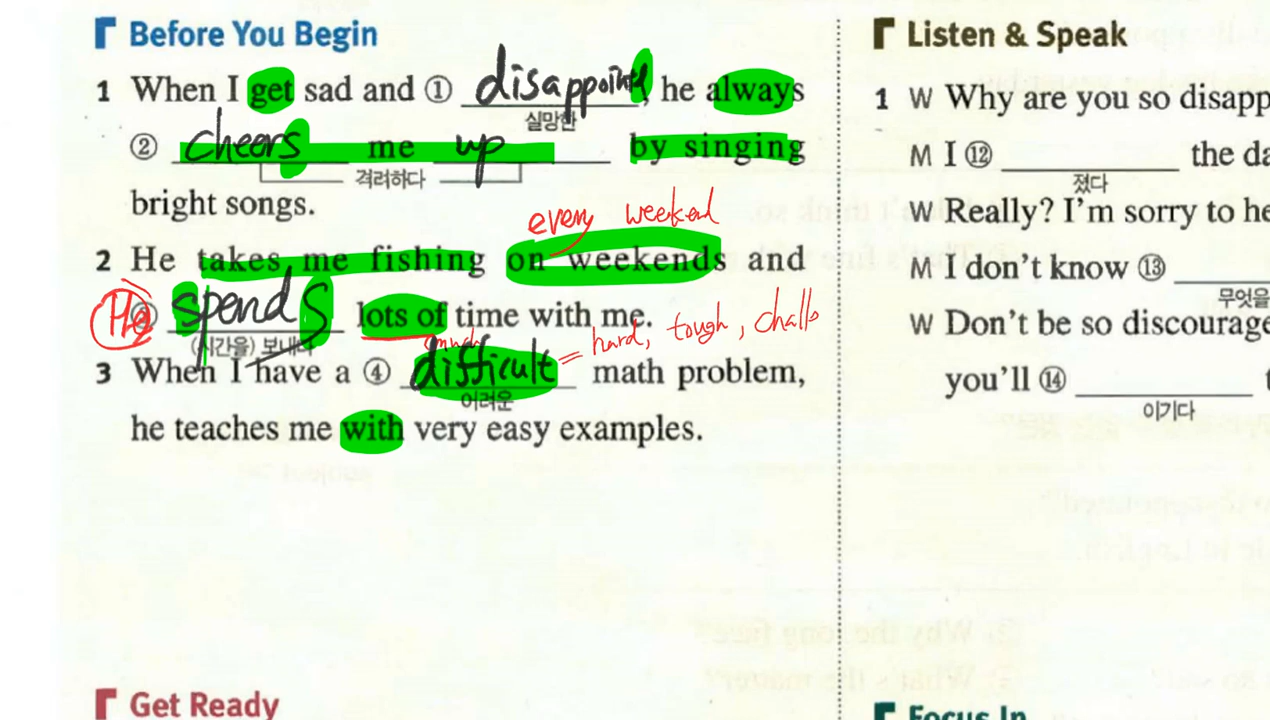 Before You Begin
1 When I get sad and ① disappointed, he always
실망한
② cheers me up by singing
격려하다
bright songs.
every weekend
2 He takes me fishing on weekends and
He spends lots of time with me.
(시간을) 보내다
much
= hard, tough, challe
3 When I have a ④ difficult math problem,
어려운
he teaches me with very easy examples.
Get Ready
Listen & Speak
1 W Why are you so disapp
M I ⑫ the da
졌다
W Really? I'm sorry to he
M I don't know ⑬
무엇을
W Don't be so discourage
you'll ⑭ t
이기다
Focus In